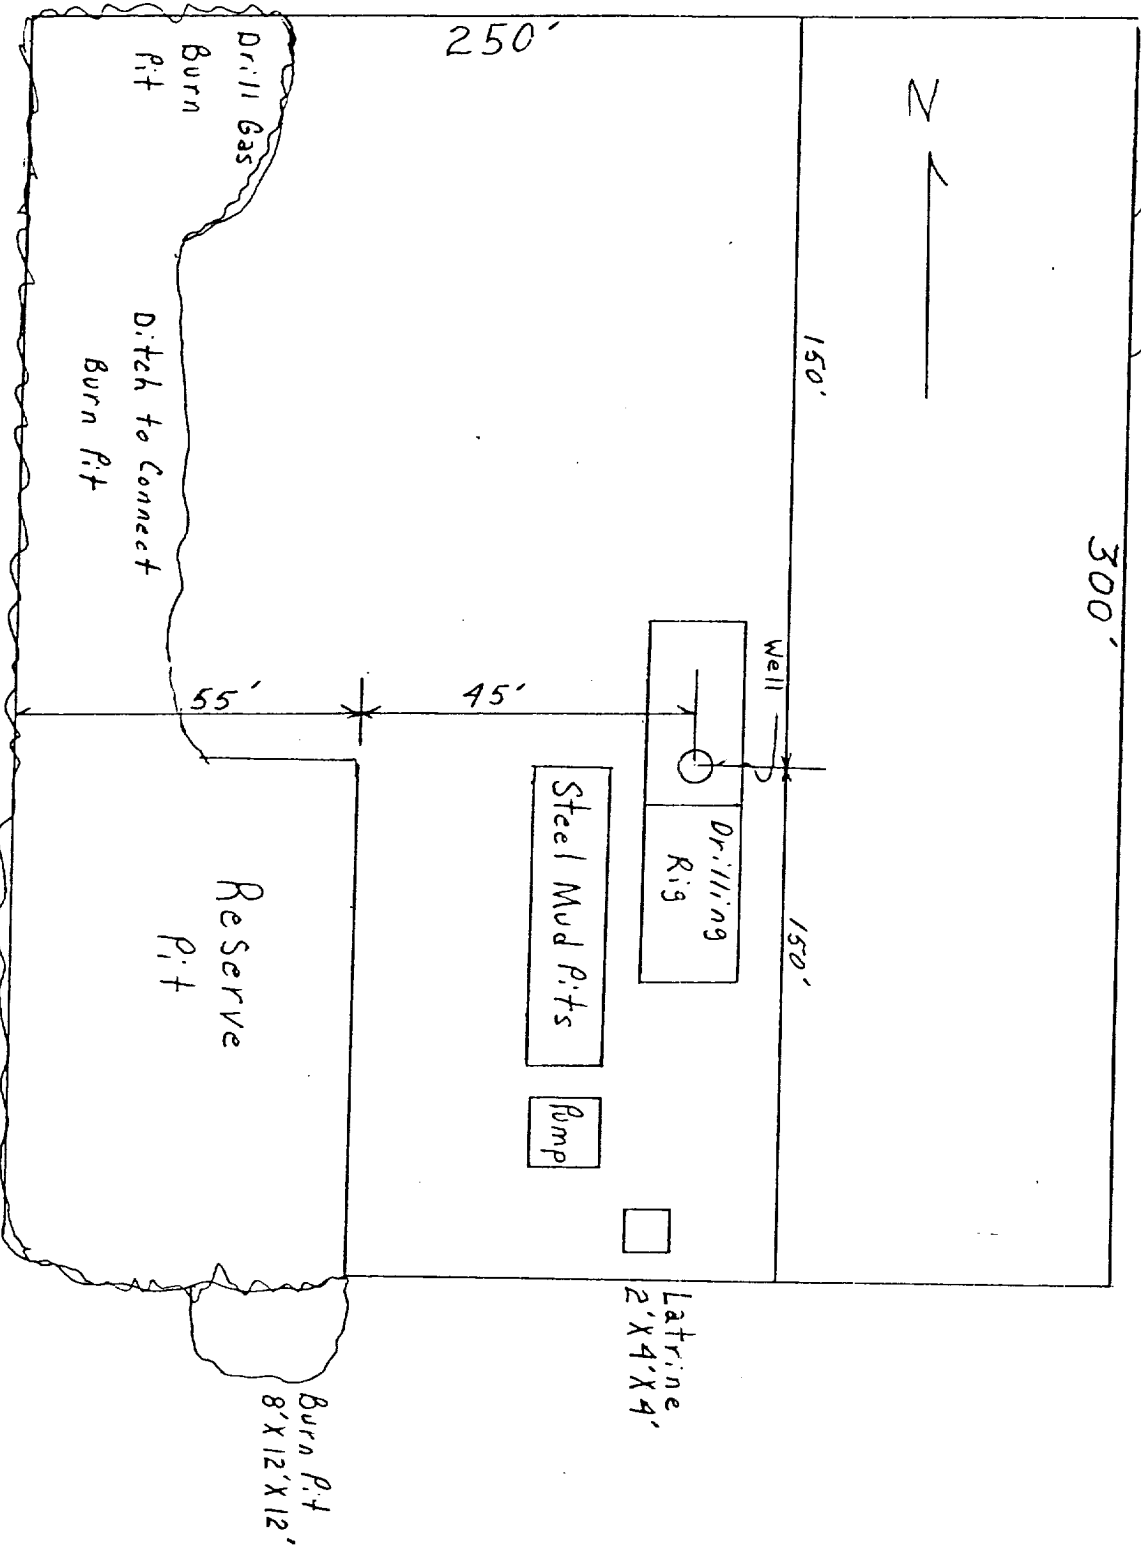 300'
N
150'
150'
Well
Drilling
Rig
250'
45'
55'
Steel Mud Pits
Pump
Latrine
2'X4'X4'
Drill Gas
Burn
Pit
Ditch to Connect
Burn Pit
Reserve
Pit
Burn Pit
8'X12'X12'